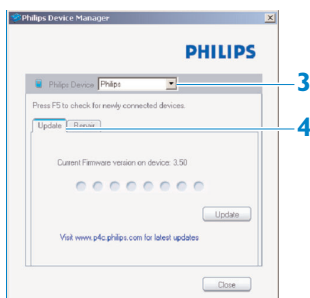 Philips Device Manager
PHILIPS
Philips Device Philips
3
Press F5 to check for newly connected devices.
Update Repair
4
Current Firmware version on device: 3.50
Update
Visit www.p4c.philips.com for latest updates
Close